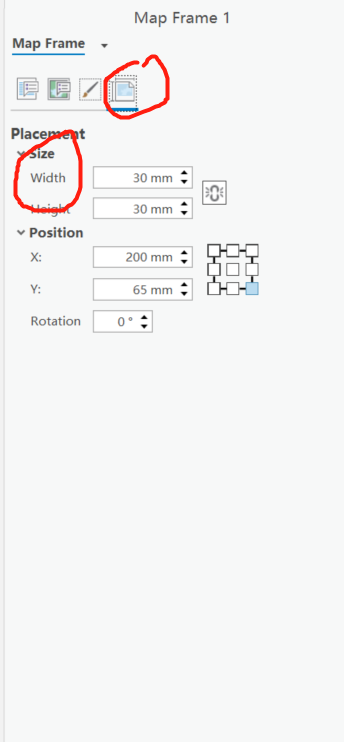 Map Frame 1
Map Frame
Placement
Size
Width 30 mm
Height 30 mm
Position
X: 200 mm
Y: 65 mm
Rotation 0 °